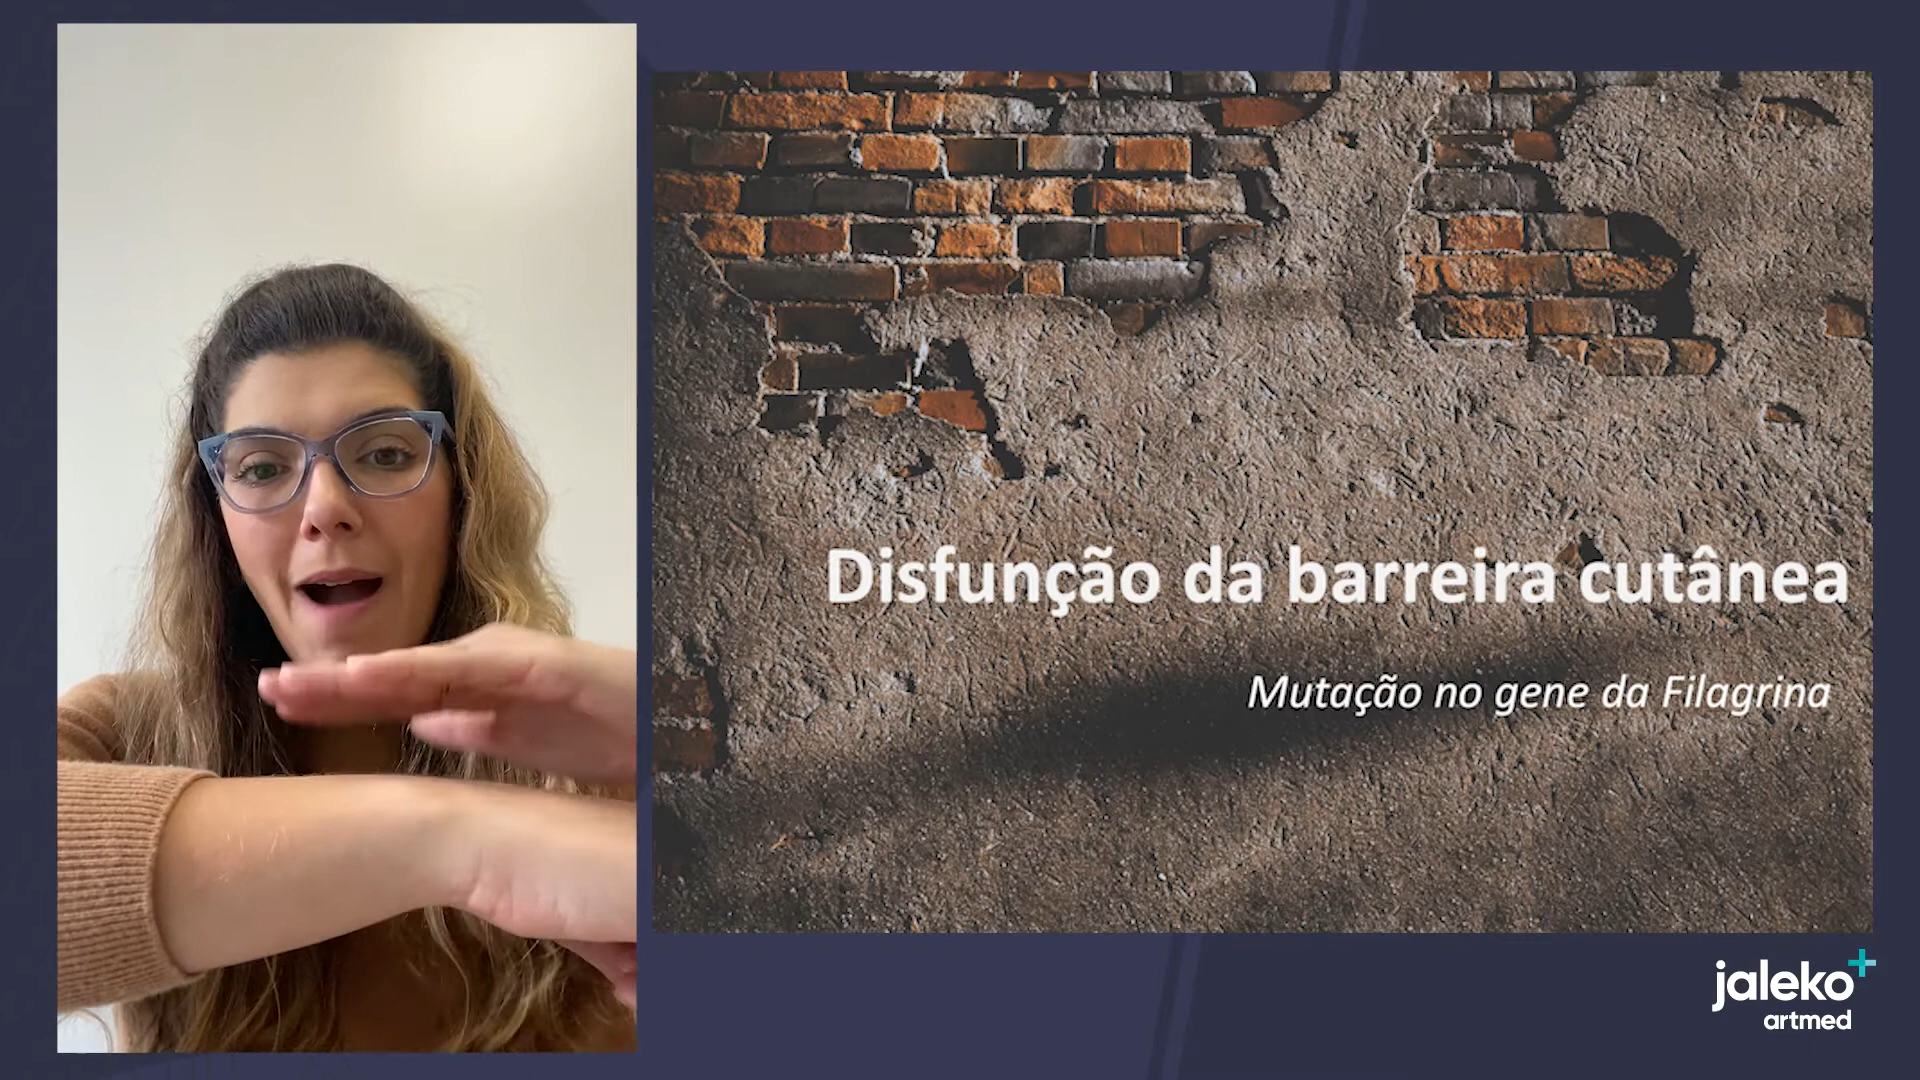 Disfunção da barreira cutânea
Mutação no gene da Filagrina
jaleko+
artmed